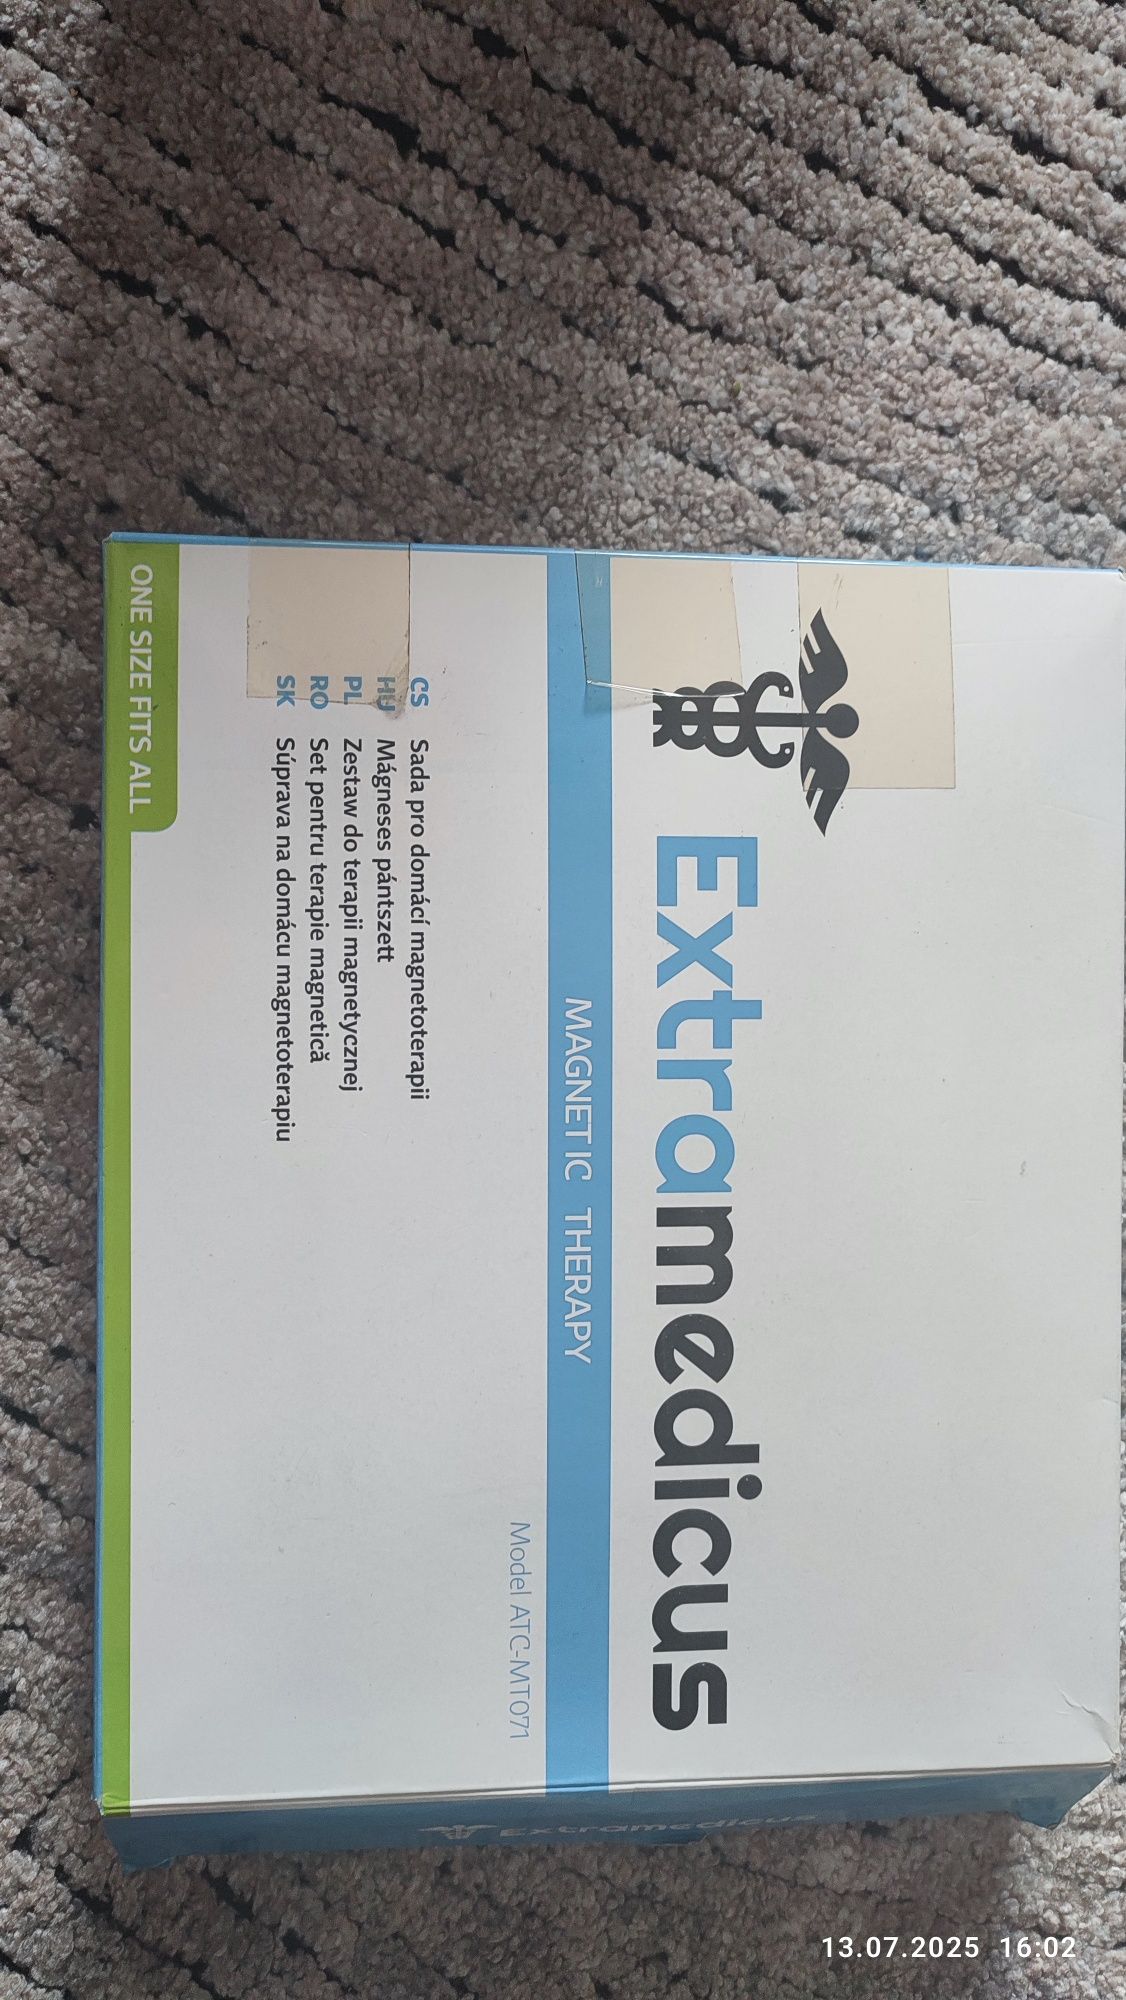 Extramedicus
MAGNETIC THERAPY
Model ATC-MT071
CS Sada pro domácí magnetoterapii
HU Mágneses pántszett
PL Zestaw do terapii magnetycznej
RO Set pentru terapie magnetică
SK Súprava na domácu magnetoterapiu
ONE SIZE FITS ALL
Extramedicus
13.07.2025 16:02